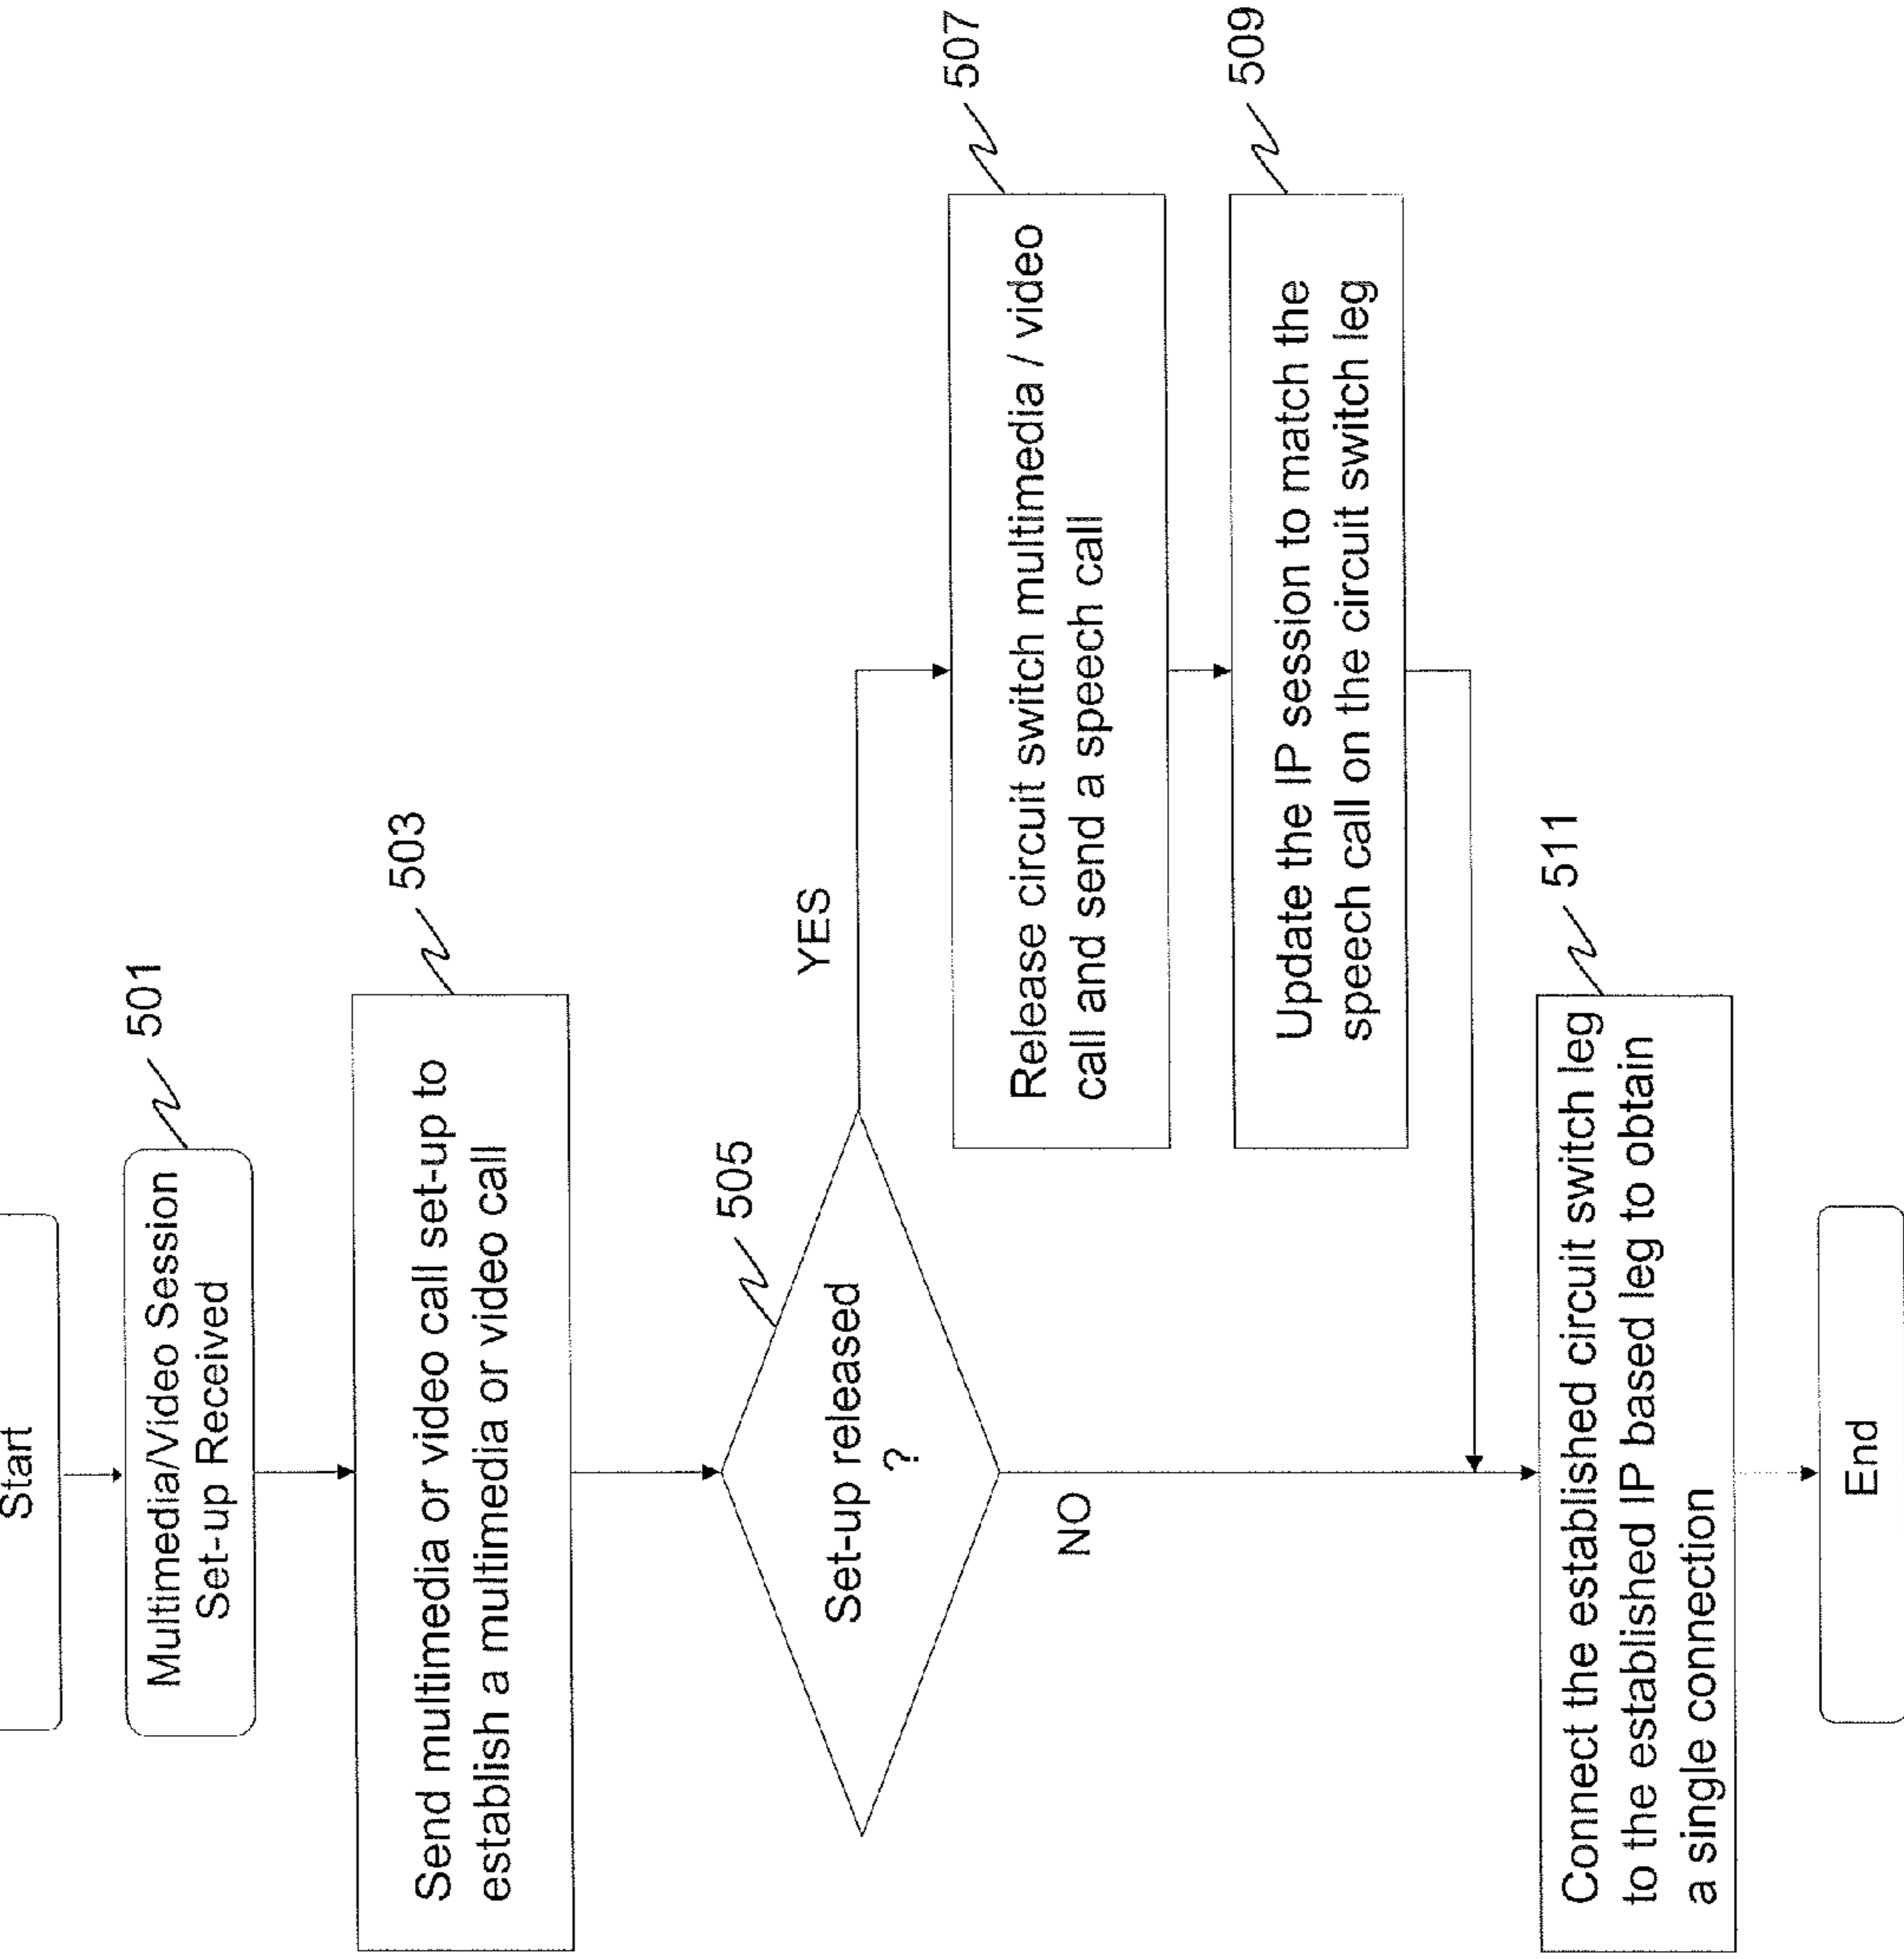 Start
Multimedia/Video Session
Set-up Received
501
Send multimedia or video call set-up to
establish a multimedia or video call
503
Set-up released
?
505
YES
NO
Release circuit switch multimedia / video
call and send a speech call
507
Update the IP session to match the
speech call on the circuit switch leg
509
Connect the established circuit switch leg
to the established IP based leg to obtain
a single connection
511
End